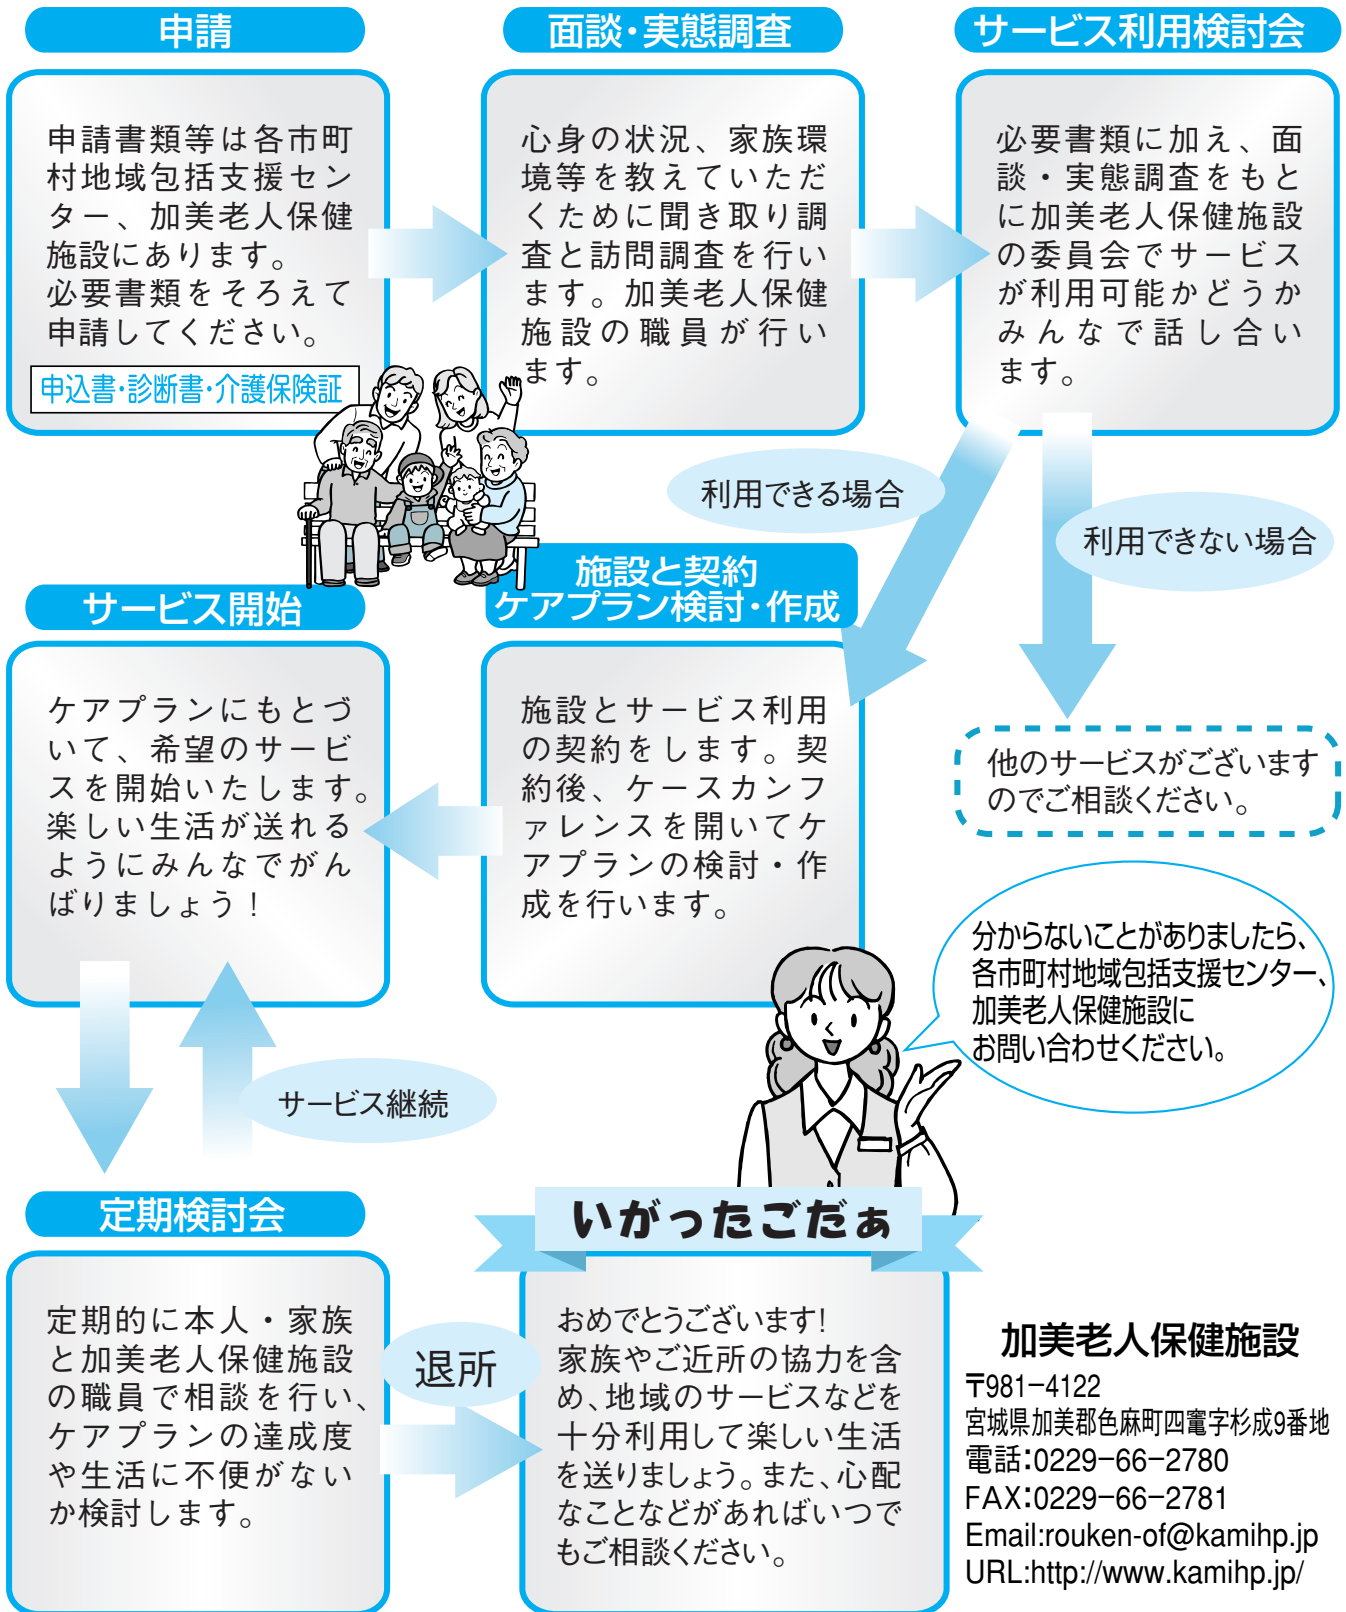 申請
申請書類等は各市町
村地域包括支援セン
ター、加美老人保健
施設にあります。
必要書類をそろえて
申請してください。
申込書・診断書・介護保険証
面談・実態調査
心身の状況、家族環
境等を教えていただ
くために聞き取り調
査と訪問調査を行い
ます。加美老人保健
施設の職員が行い
ます。
サービス利用検討会
必要書類に加え、面
談・実態調査をもと
に加美老人保健施設
の委員会でサービス
が利用可能かどうか
みんなで話し合い
ます。
利用できる場合
利用できない場合
他のサービスがございます
のでご相談ください。
施設と契約
ケアプラン検討・作成
施設とサービス利用
の契約をします。契
約後、ケースカンフ
ァレンスを開いてケ
アプランの検討・作
成を行います。
サービス開始
ケアプランにもとづ
いて、希望のサービ
スを開始いたします。
楽しい生活が送れる
ようにみんなでがん
ばりましょう！
サービス継続
分からないことがありましたら、
各市町村地域包括支援センター、
加美老人保健施設に
お問い合わせください。
定期検討会
定期的に本人・家族
と加美老人保健施設
の職員で相談を行い、
ケアプランの達成度
や生活に不便がない
か検討します。
退所
いがったごだぁ
おめでとうございます!
家族やご近所の協力を含
め、地域のサービスなどを
十分利用して楽しい生活
を送りましょう。また、心配
なことなどがあればいつで
もご相談ください。
加美老人保健施設
〒981−4122
宮城県加美郡色麻町四竈字杉成9番地
電話：0229−66−2780
FAX：0229−66−2781
Email:rouken-of@kamihp.jp
URL:http://www.kamihp.jp/